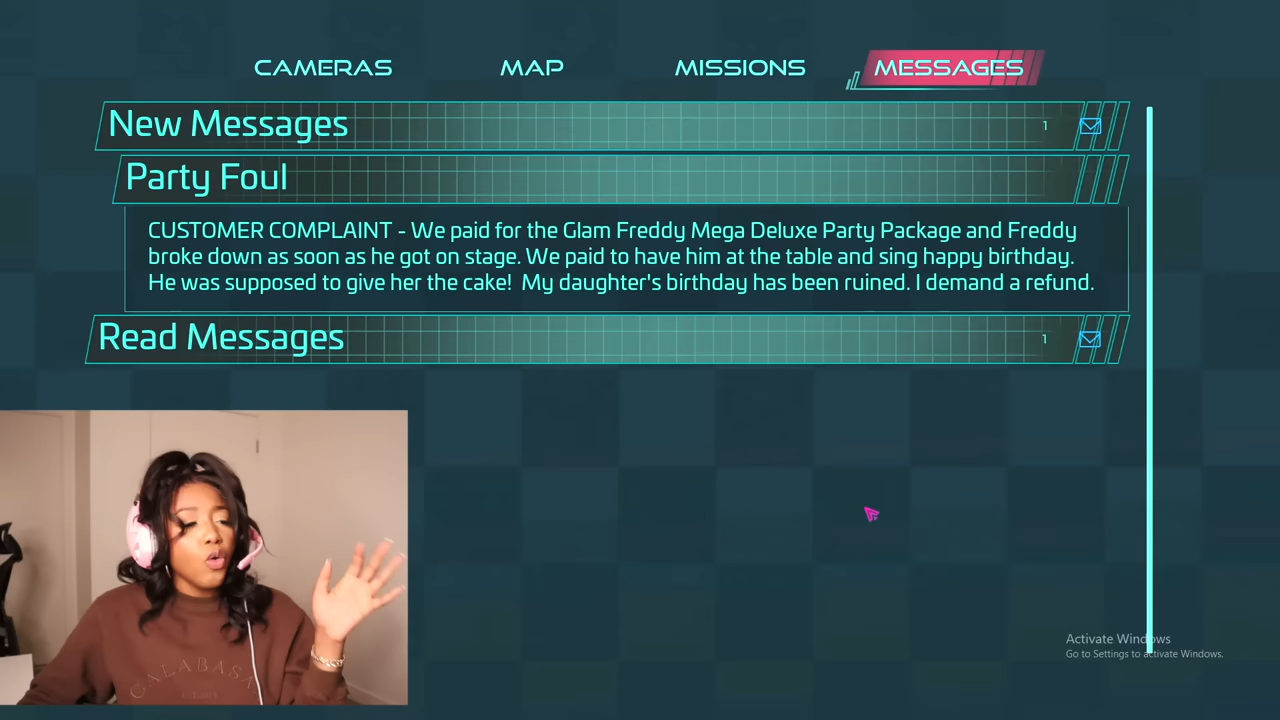 CAMERAS MAP MISSIONS MESSAGES
New Messages 1
Party Foul
CUSTOMER COMPLAINT - We paid for the Glam Freddy Mega Deluxe Party Package and Freddy
broke down as soon as he got on stage. We paid to have him at the table and sing happy birthday.
He was supposed to give her the cake!  My daughter's birthday has been ruined. I demand a refund.
Read Messages 1
CALABASAS
Activate Windows
Go to Settings to activate Windows.